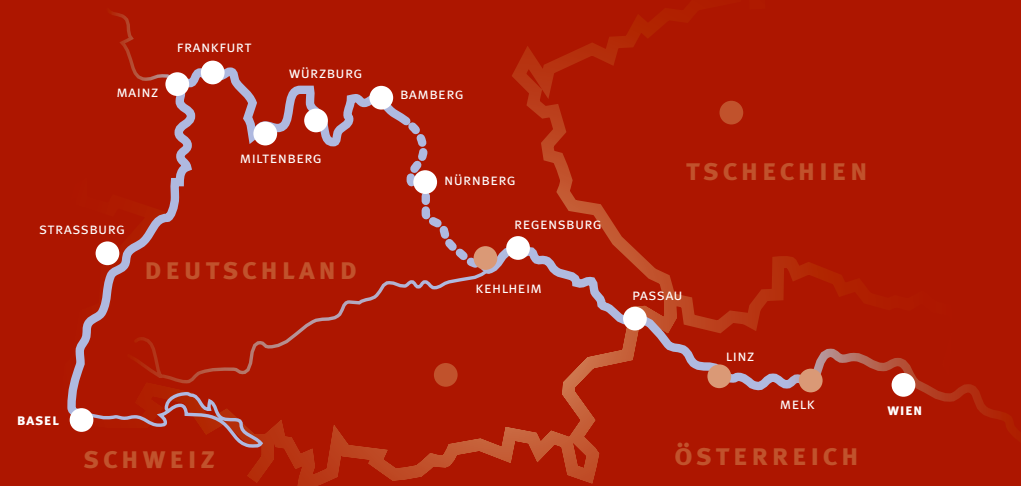 FRANKFURT
WÜRZBURG
MAINZ
BAMBERG
MILTENBERG
TSCHECHIEN
NÜRNBERG
STRASSBURG
REGENSBURG
DEUTSCHLAND
KEHLHEIM
PASSAU
LINZ
MELK
WIEN
BASEL
SCHWEIZ
ÖSTERREICH